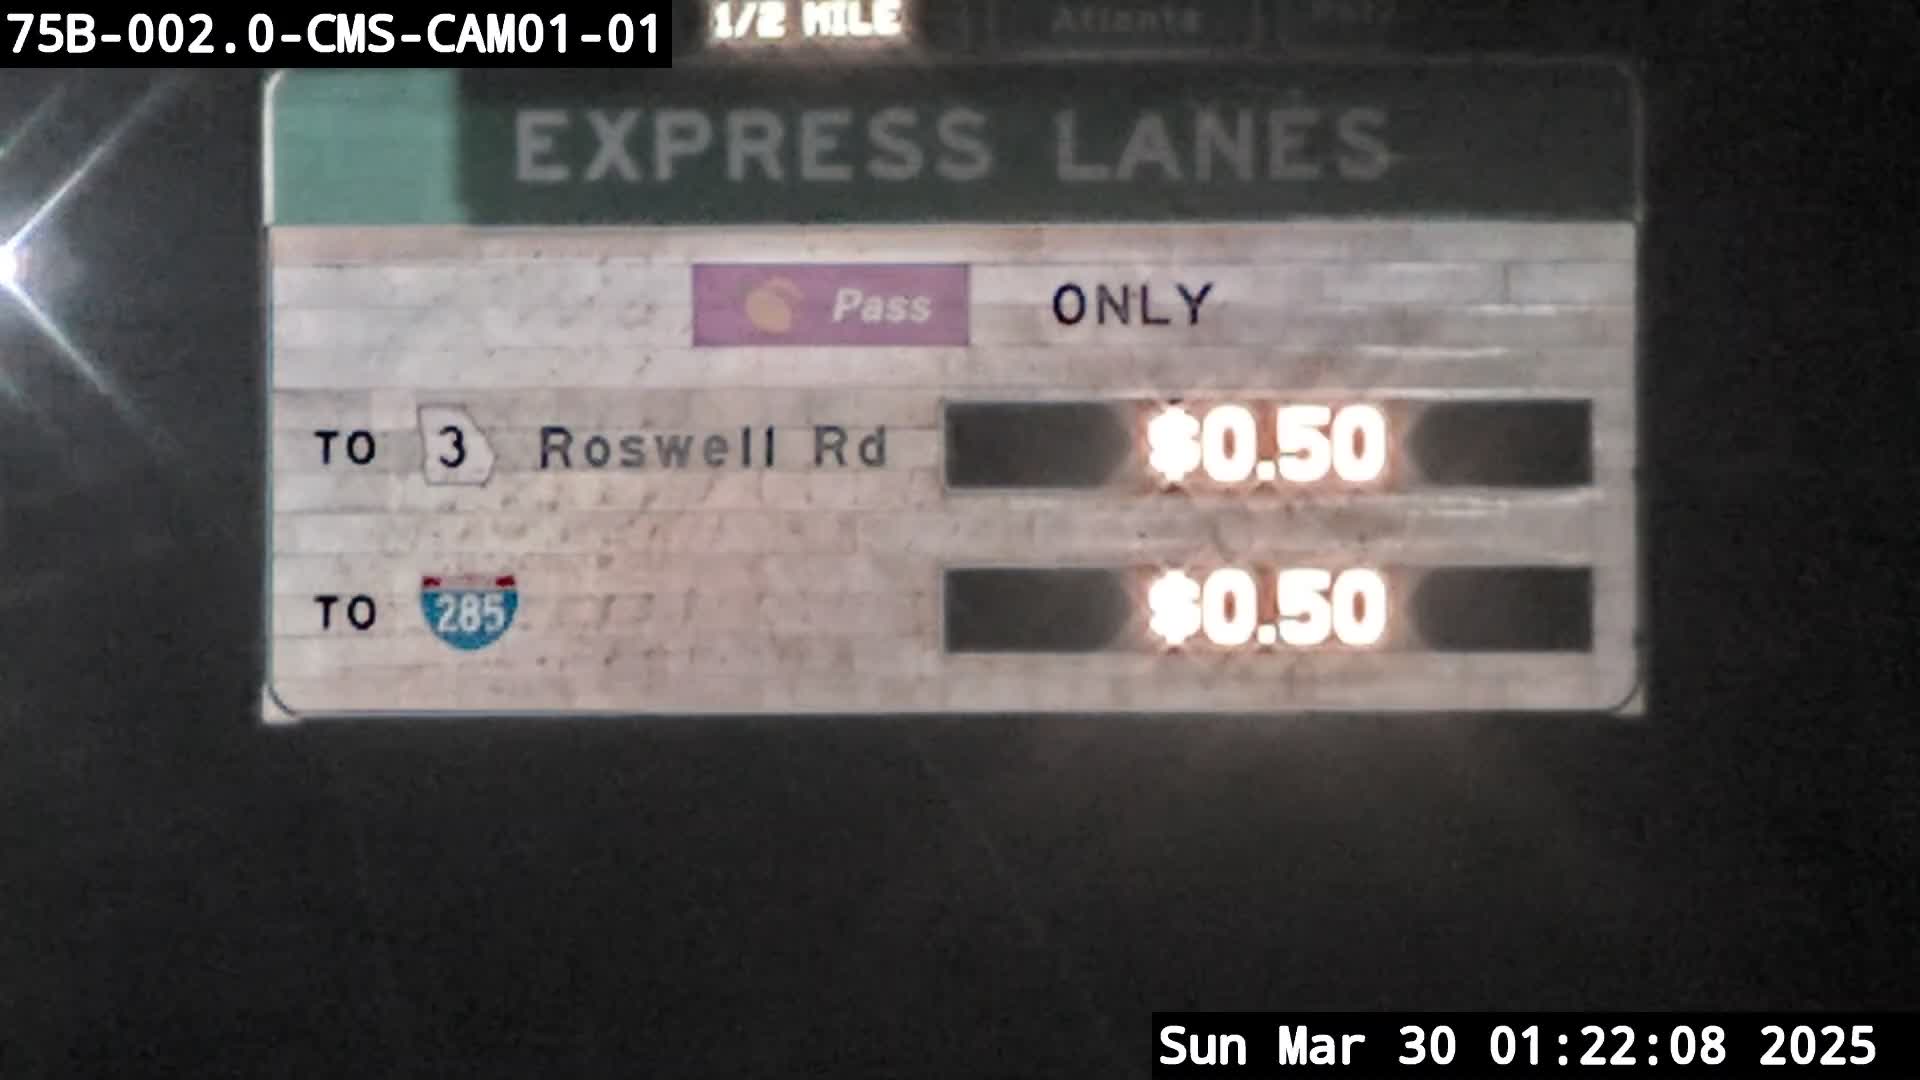 75B-002.0-CMS-CAM01-01
1/2 MILE
Atlanta
EXPRESS LANES
Pass ONLY
TO 3 Roswell Rd $0.50
TO 285 $0.50
Sun Mar 30 01:22:08 2025